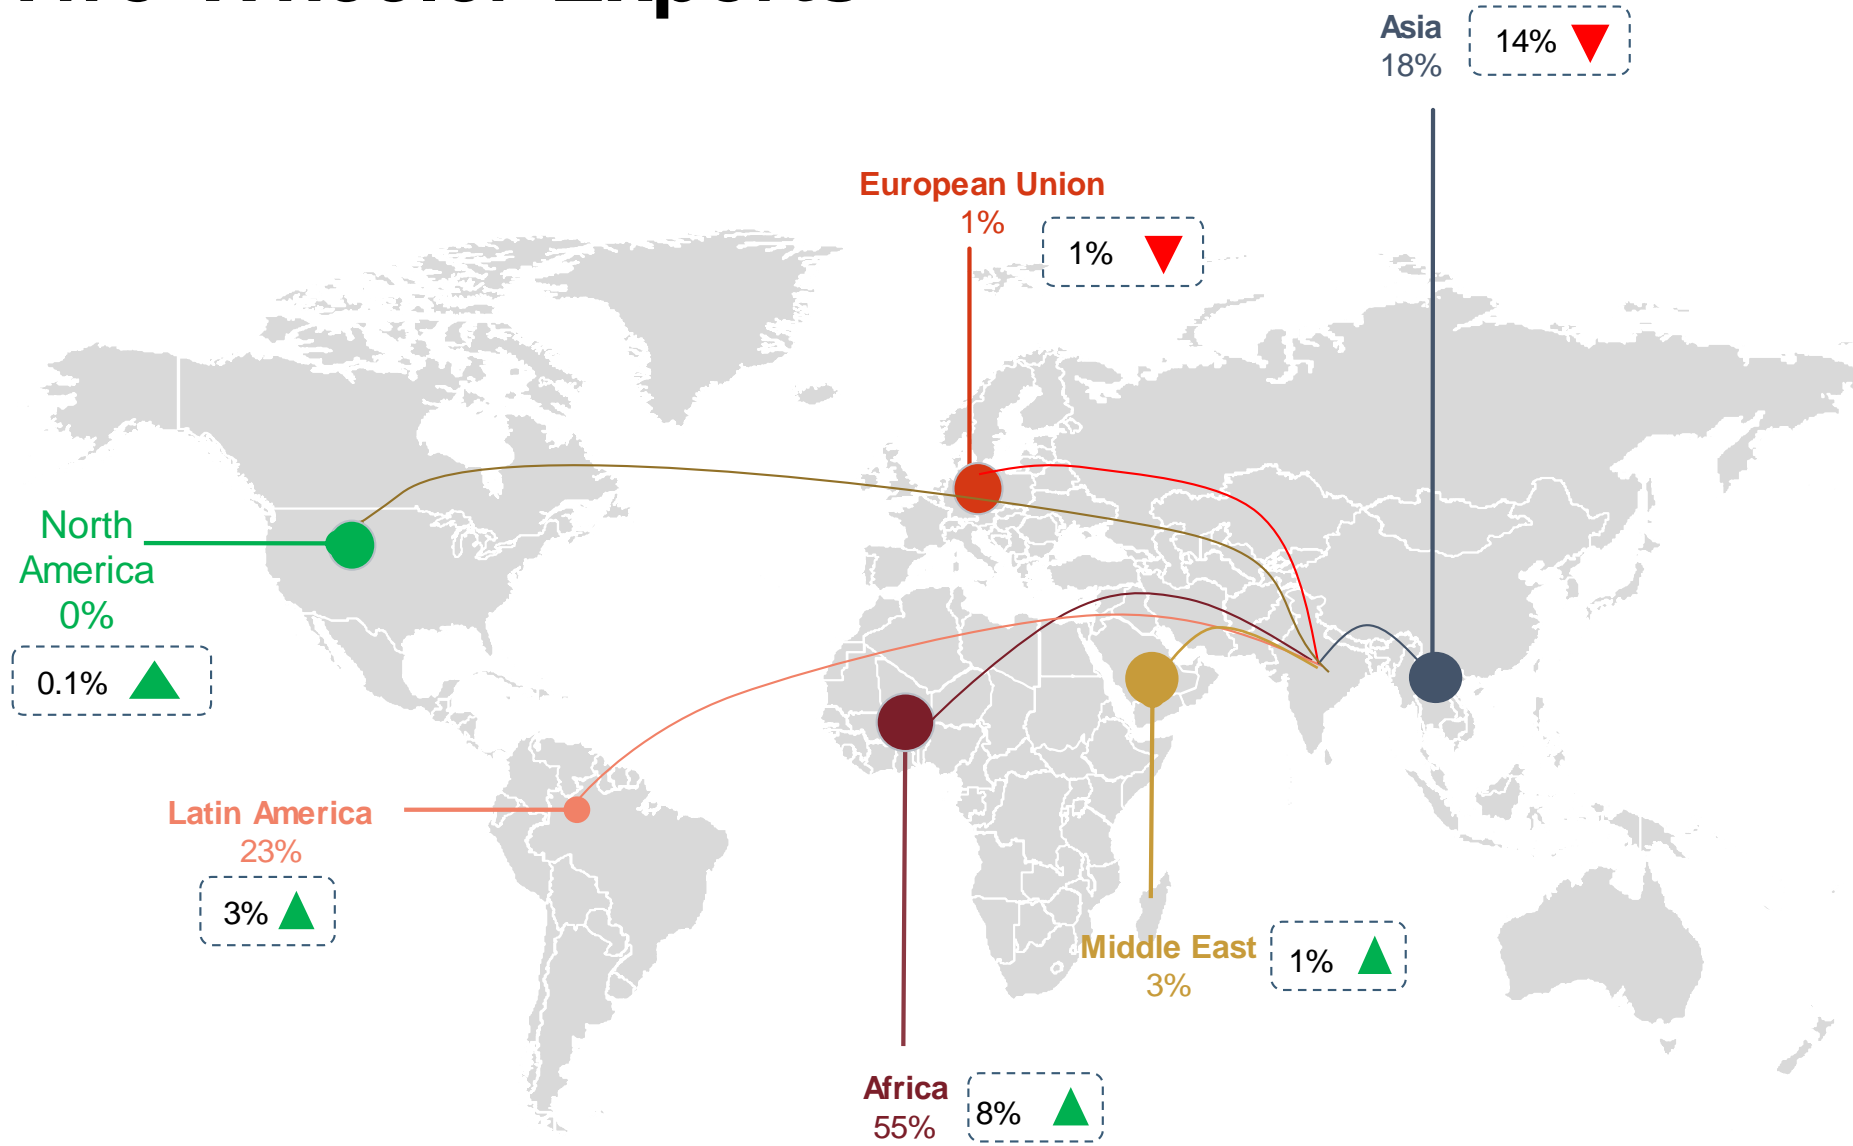 Asia
18%
14%
European Union
1%
1%
North
America
0%
0.1%
Latin America
23%
3%
Middle East
3%
1%
Africa
55%
8%